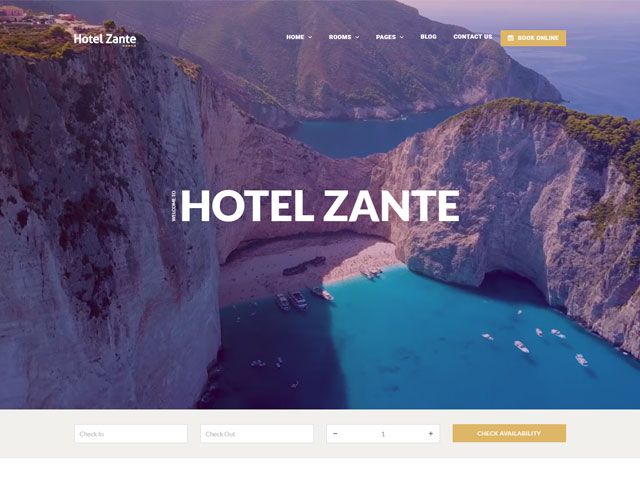 Hotel Zante
HOME ROOMS PAGES BLOG CONTACT US BOOK ONLINE
WELCOME TO
HOTEL ZANTE
Check In Check Out − 1 + CHECK AVAILABILITY